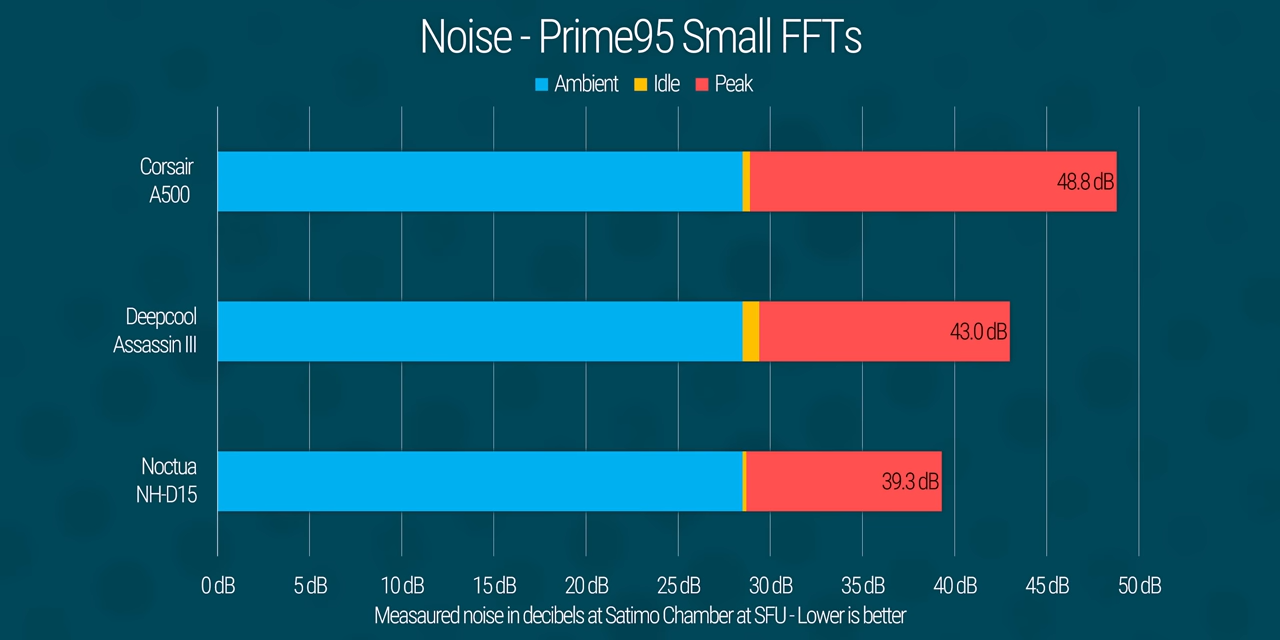 Noise - Prime95 Small FFTs
Ambient Idle Peak
Corsair
A500
48.8 dB
Deepcool
Assassin III
43.0 dB
Noctua
NH-D15
39.3 dB
0 dB 5 dB 10 dB 15 dB 20 dB 25 dB 30 dB 35 dB 40 dB 45 dB 50 dB
Measaured noise in decibels at Satimo Chamber at SFU - Lower is better